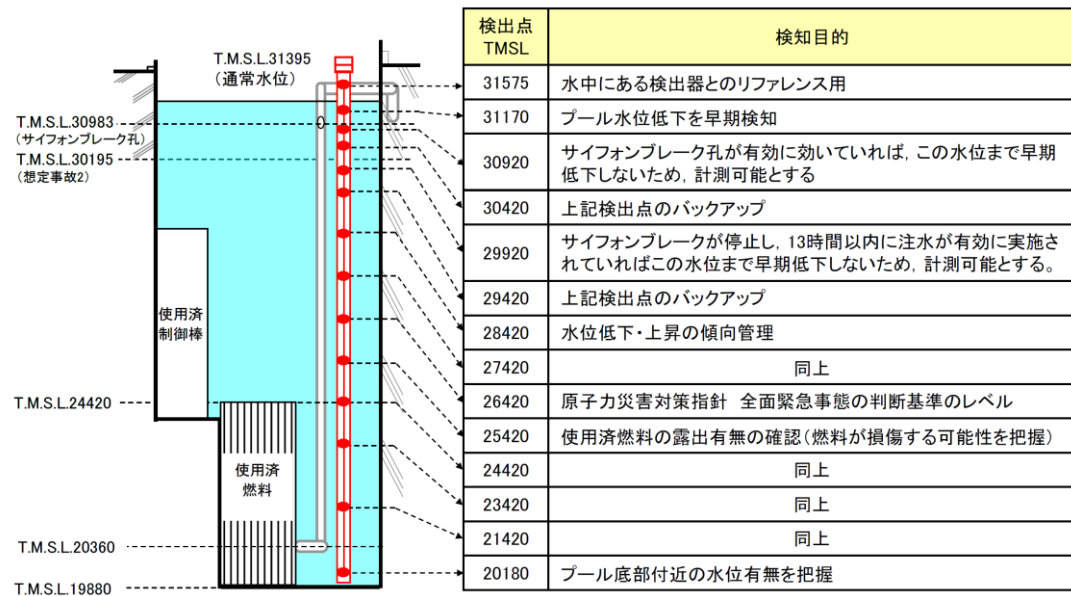 T.M.S.L.31395
(通常水位)
T.M.S.L.30983
(サイフォンブレーク孔)
T.M.S.L.30195
(想定事故2)
使用済
制御棒
T.M.S.L.24420
使用済
燃料
T.M.S.L.20360
T.M.S.L.19880
検出点
TMSL
検知目的
31575 水中にある検出器とのリファレンス用
31170 プール水位低下を早期検知
30920 サイフォンブレーク孔が有効に効いていれば，この水位まで早期
低下しないため，計測可能とする
30420 上記検出点のバックアップ
29920 サイフォンブレークが停止し，13時間以内に注水が有効に実施さ
れていればこの水位まで早期低下しないため，計測可能とする。
29420 上記検出点のバックアップ
28420 水位低下・上昇の傾向管理
27420 同上
26420 原子力災害対策指針 全面緊急事態の判断基準のレベル
25420 使用済燃料の露出有無の確認(燃料が損傷する可能性を把握)
24420 同上
23420 同上
21420 同上
20180 プール底部付近の水位有無を把握